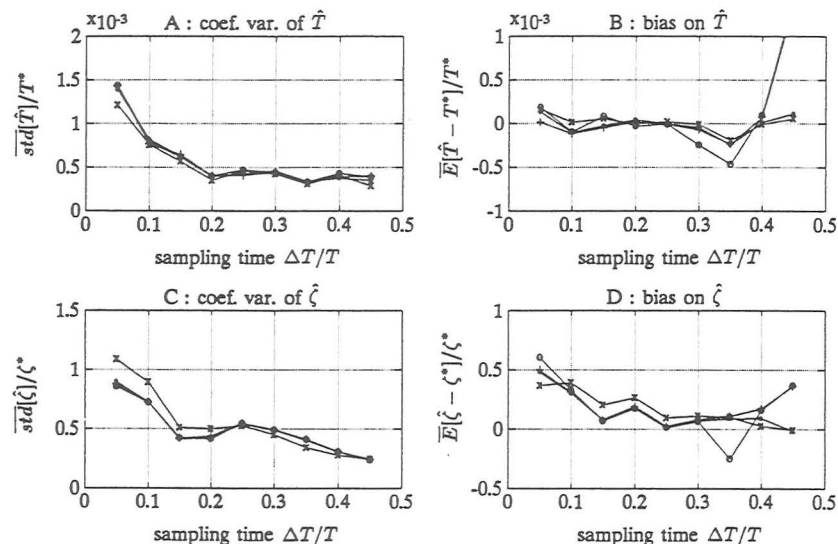 x10-3 A : coef. var. of T̂
2
1.5
1
0.5
0
0 0.1 0.2 0.3 0.4 0.5
s̅t̅d̅[T̂]/T*
sampling time ΔT/T
x10-3 B : bias on T̂
1
0.5
0
-0.5
-1
0 0.1 0.2 0.3 0.4 0.5
E̅[T̂ − T*]/T*
sampling time ΔT/T
C : coef. var. of ζ̂
1.5
1
0.5
0
0 0.1 0.2 0.3 0.4 0.5
s̅t̅d̅[ζ̂]/ζ*
sampling time ΔT/T
D : bias on ζ̂
1
0.5
0
-0.5
0 0.1 0.2 0.3 0.4 0.5
E̅[ζ̂ − ζ*]/ζ*
sampling time ΔT/T